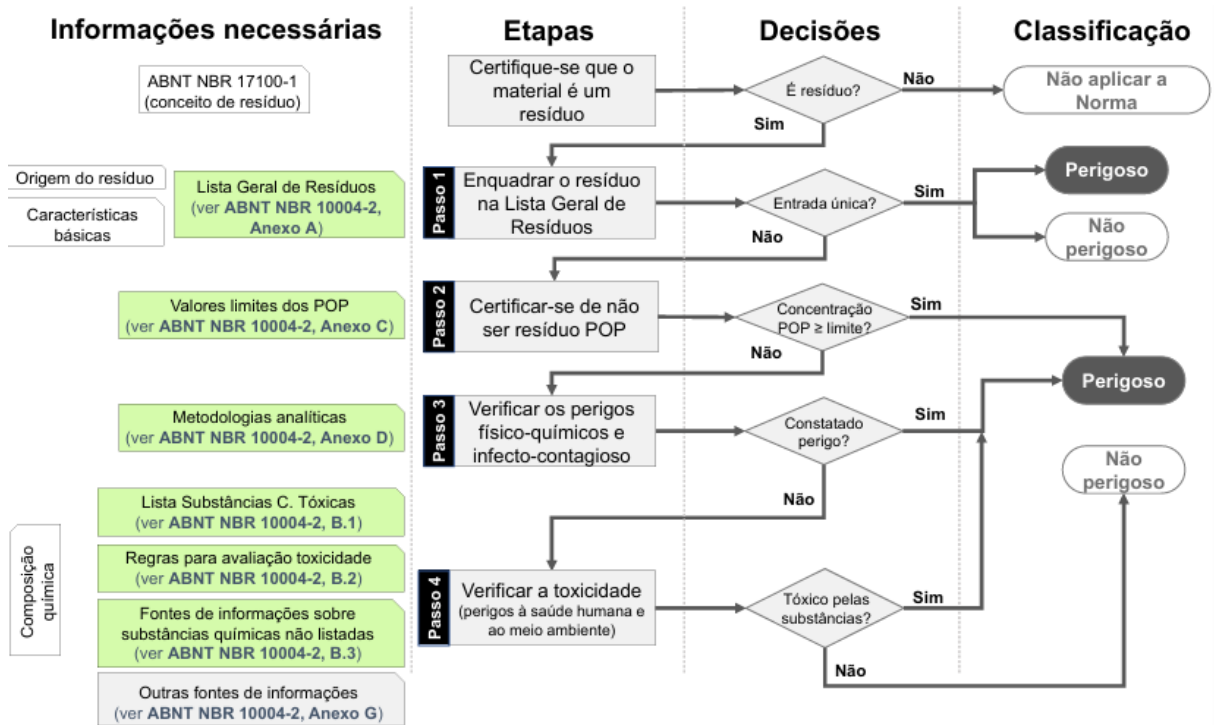 Informações necessárias
Etapas
Decisões
Classificação
ABNT NBR 17100-1
(conceito de resíduo)
Certifique-se que o
material é um
resíduo
É resíduo?
Não
Sim
Não aplicar a
Norma
Origem do resíduo
Características
básicas
Lista Geral de Resíduos
(ver ABNT NBR 10004-2,
Anexo A)
Passo 1
Enquadrar o resíduo
na Lista Geral de
Resíduos
Entrada única?
Sim
Não
Perigoso
Não
perigoso
Valores limites dos POP
(ver ABNT NBR 10004-2, Anexo C)
Passo 2
Certificar-se de não
ser resíduo POP
Concentração
POP ≥ limite?
Sim
Não
Perigoso
Metodologias analíticas
(ver ABNT NBR 10004-2, Anexo D)
Passo 3
Verificar os perigos
físico-químicos e
infecto-contagioso
Constatado
perigo?
Sim
Não
Não
perigoso
Composição
química
Lista Substâncias C. Tóxicas
(ver ABNT NBR 10004-2, B.1)
Regras para avaliação toxicidade
(ver ABNT NBR 10004-2, B.2)
Fontes de informações sobre
substâncias químicas não listadas
(ver ABNT NBR 10004-2, B.3)
Outras fontes de informações
(ver ABNT NBR 10004-2, Anexo G)
Passo 4
Verificar a toxicidade
(perigos à saúde humana e
ao meio ambiente)
Tóxico pelas
substâncias?
Sim
Não